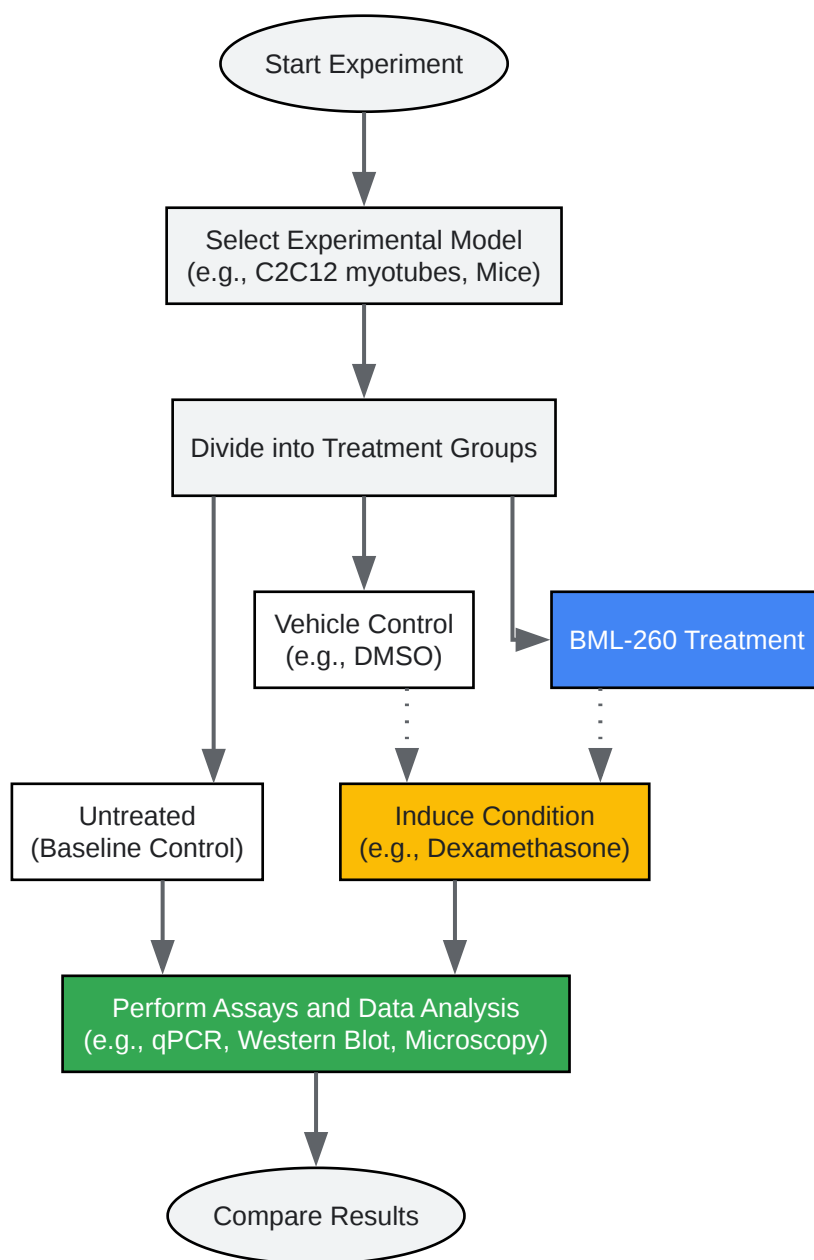 Start Experiment
Select Experimental Model
(e.g., C2C12 myotubes, Mice)
Divide into Treatment Groups
Vehicle Control
(e.g., DMSO)
BML-260 Treatment
Untreated
(Baseline Control)
Induce Condition
(e.g., Dexamethasone)
Perform Assays and Data Analysis
(e.g., qPCR, Western Blot, Microscopy)
Compare Results